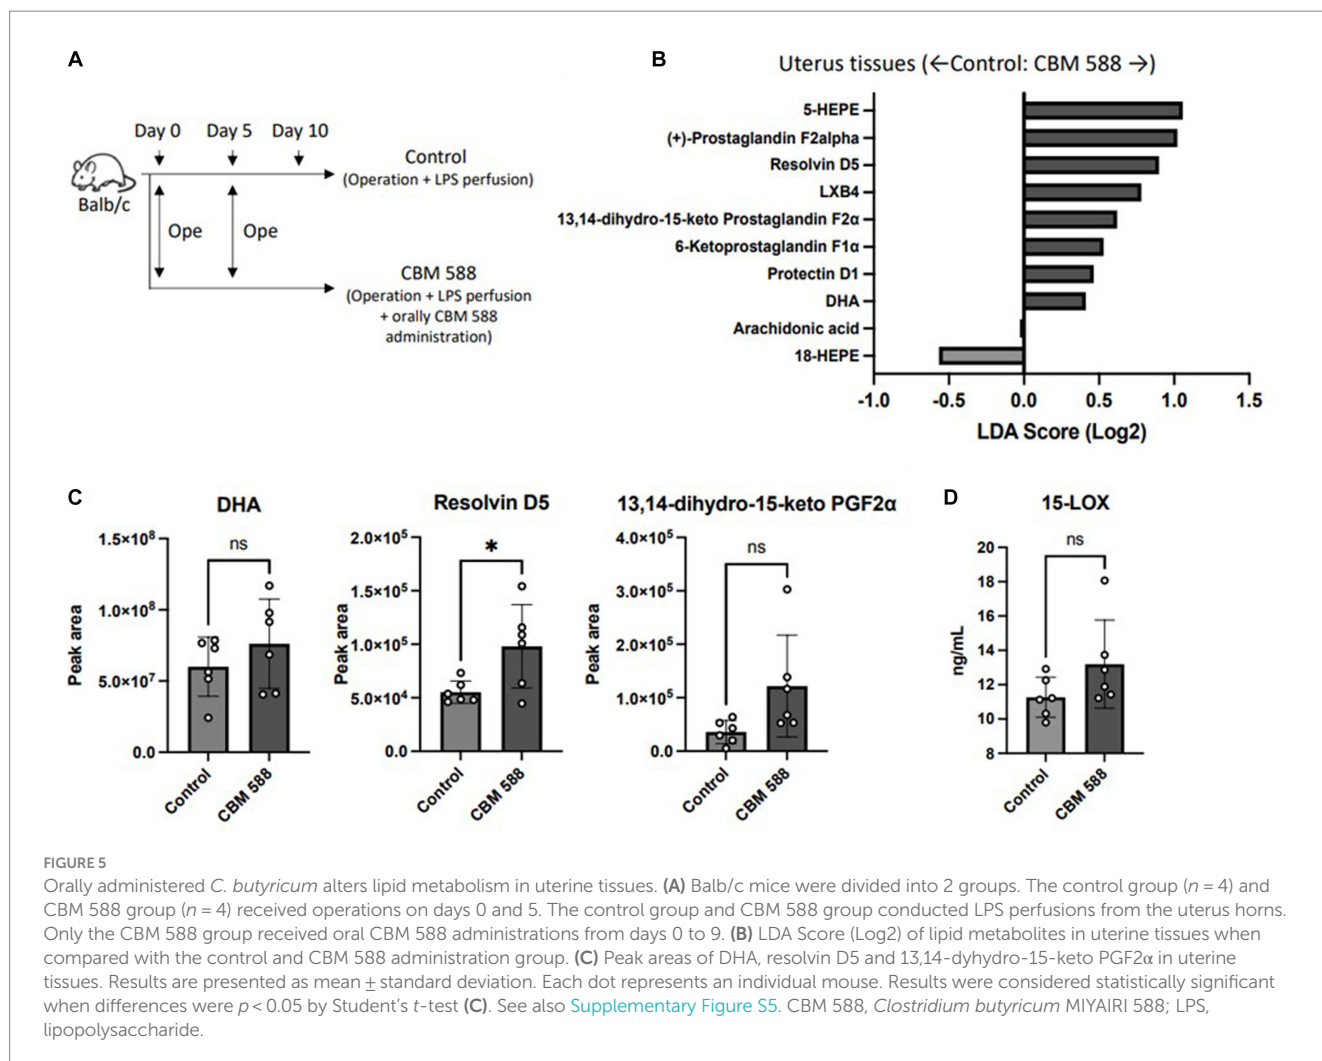 A
Day 0 Day 5 Day 10
Balb/c
Control
(Operation + LPS perfusion)
Ope Ope
CBM 588
(Operation + LPS perfusion
+ orally CBM 588
administration)
B
Uterus tissues (←Control: CBM 588 →)
5-HEPE
(+)-Prostaglandin F2alpha
Resolvin D5
LXB4
13,14-dihydro-15-keto Prostaglandin F2α
6-Ketoprostaglandin F1α
Protectin D1
DHA
Arachidonic acid
18-HEPE
-1.0 -0.5 0.0 0.5 1.0 1.5
LDA Score (Log2)
C
DHA
Peak area
1.5×10⁸
1.0×10⁸
5.0×10⁷
0.0
ns
Control CBM 588
Resolvin D5
Peak area
2.0×10⁵
1.5×10⁵
1.0×10⁵
5.0×10⁴
0.0
*
Control CBM 588
13,14-dihydro-15-keto PGF2α
Peak area
4.0×10⁵
3.0×10⁵
2.0×10⁵
1.0×10⁵
0.0
ns
Control CBM 588
D
15-LOX
ng/mL
20
18
16
14
12
10
8
ns
Control CBM 588
FIGURE 5
Orally administered C. butyricum alters lipid metabolism in uterine tissues. (A) Balb/c mice were divided into 2 groups. The control group (n = 4) and
CBM 588 group (n = 4) received operations on days 0 and 5. The control group and CBM 588 group conducted LPS perfusions from the uterus horns.
Only the CBM 588 group received oral CBM 588 administrations from days 0 to 9. (B) LDA Score (Log2) of lipid metabolites in uterine tissues when
compared with the control and CBM 588 administration group. (C) Peak areas of DHA, resolvin D5 and 13,14-dyhydro-15-keto PGF2α in uterine
tissues. Results are presented as mean ± standard deviation. Each dot represents an individual mouse. Results were considered statistically significant
when differences were p < 0.05 by Student's t-test (C). See also Supplementary Figure S5. CBM 588, Clostridium butyricum MIYAIRI 588; LPS,
lipopolysaccharide.